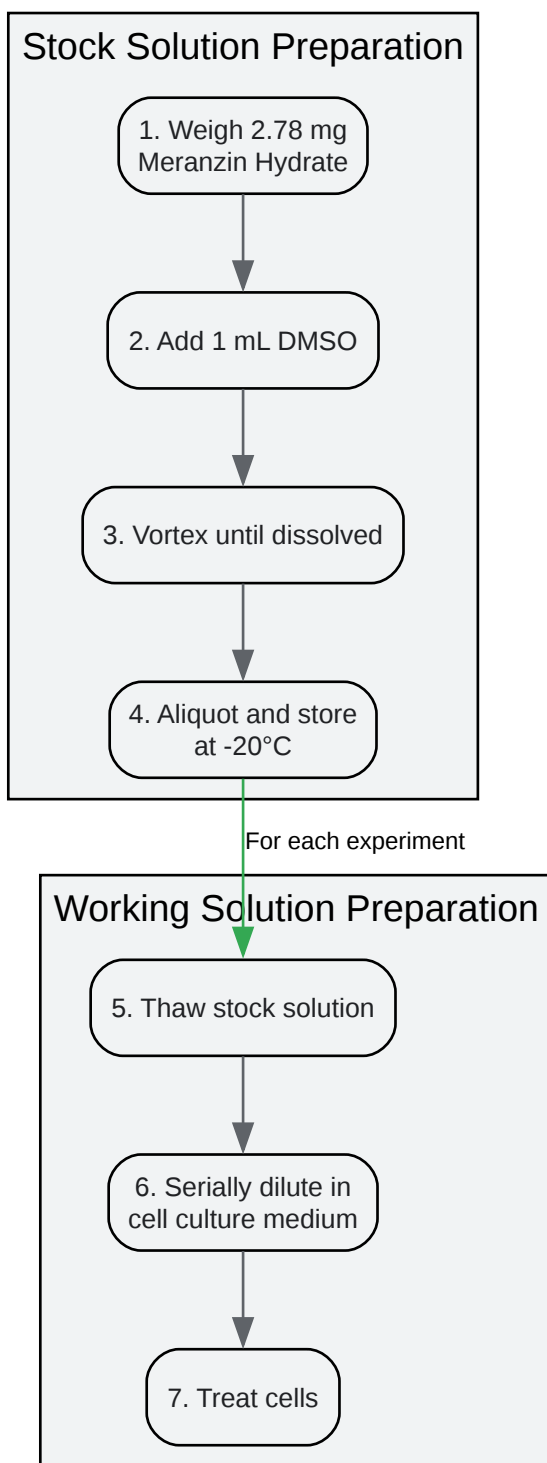 Stock Solution Preparation
1. Weigh 2.78 mg
Meranzin Hydrate
2. Add 1 mL DMSO
3. Vortex until dissolved
4. Aliquot and store
at -20°C
For each experiment
Working Solution Preparation
5. Thaw stock solution
6. Serially dilute in
cell culture medium
7. Treat cells